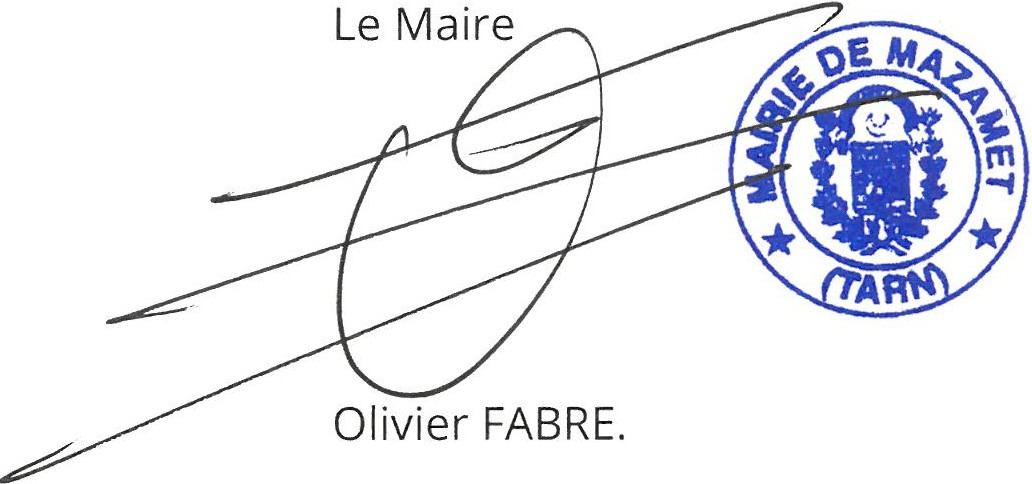 Le Maire
MAIRIE DE MAZAMET
(TARN)
Olivier FABRE.